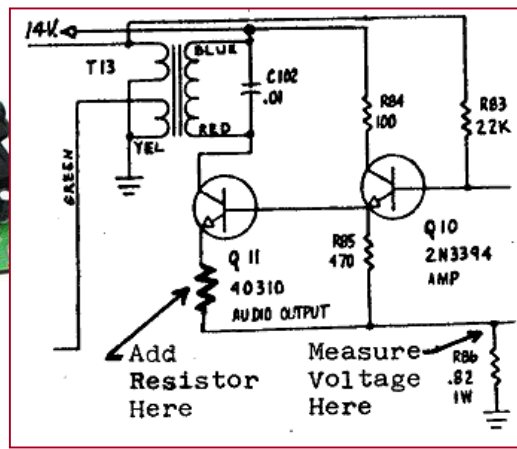 14V.
T13
BLUE
RED
YEL
GREEN
C102
.01
R84
100
R83
22K
Q11
40310
AUDIO OUTPUT
R85
470
Q10
2N3394
AMP
Add
Resistor
Here
Measure
Voltage
Here
R86
.82
1W